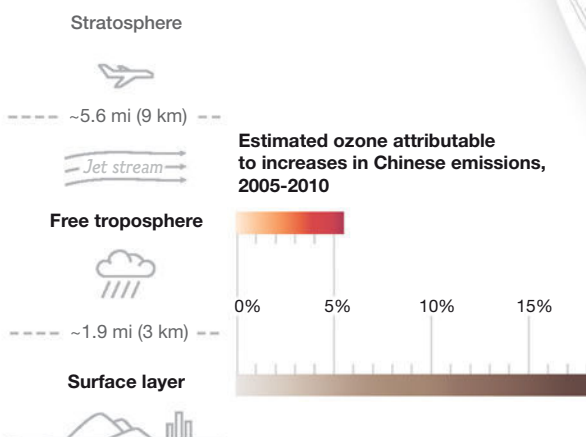 Stratosphere
~5.6 mi (9 km)
Jet stream
Estimated ozone attributable
to increases in Chinese emissions,
2005-2010
Free troposphere
0% 5% 10% 15%
~1.9 mi (3 km)
Surface layer